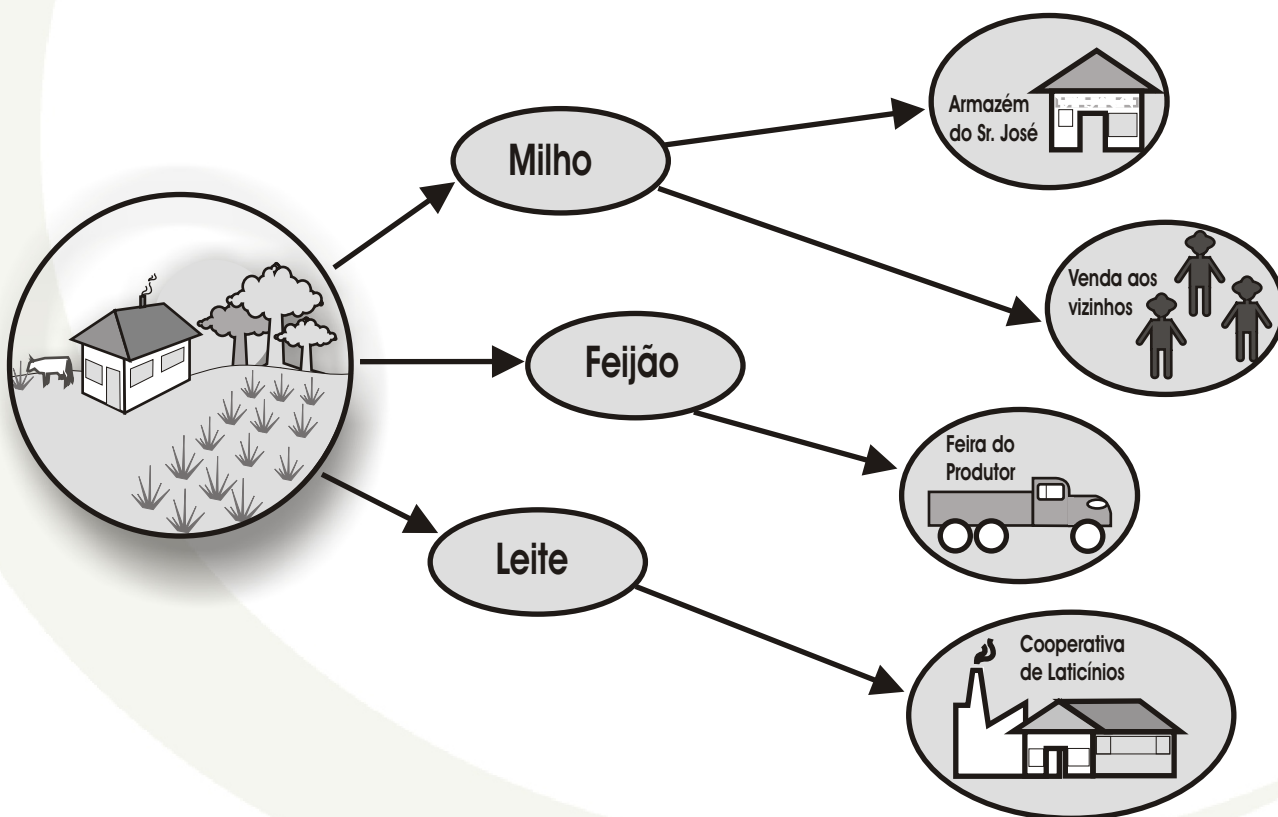 Milho
Armazém
do Sr. José
Venda aos
vizinhos
Feijão
Feira do
Produtor
Leite
Cooperativa
de Laticínios